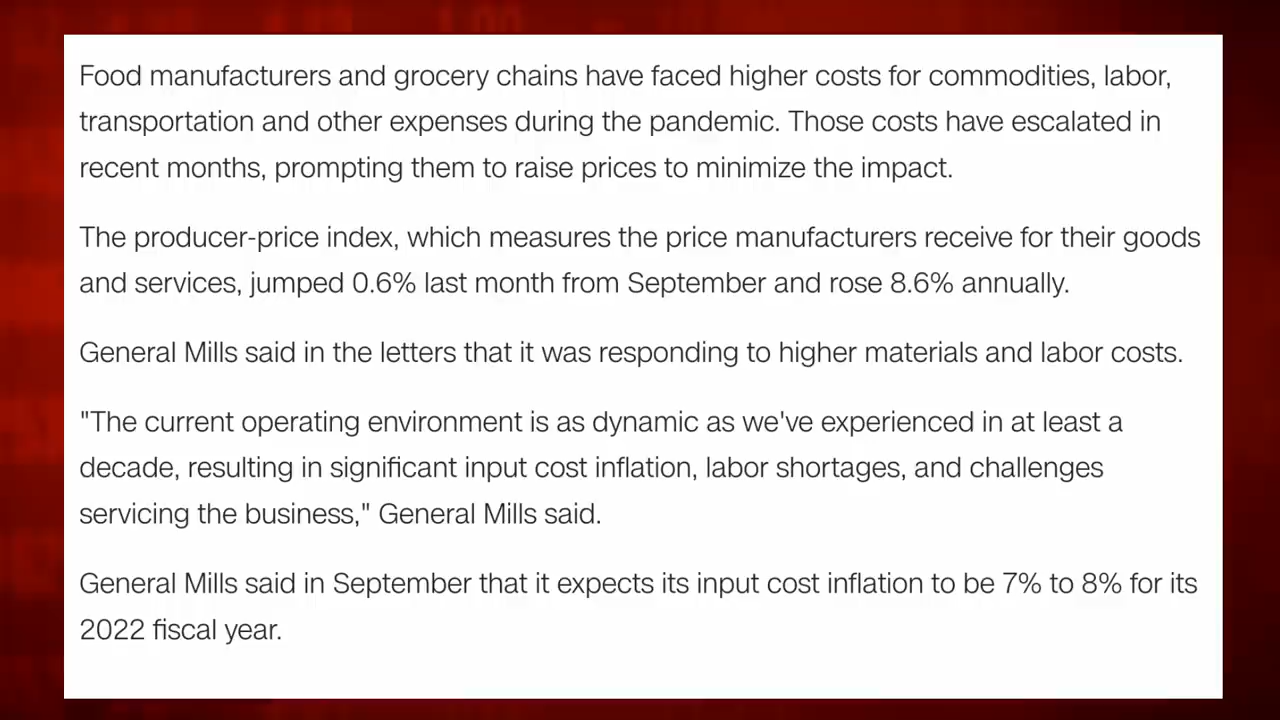 Food manufacturers and grocery chains have faced higher costs for commodities, labor,
transportation and other expenses during the pandemic. Those costs have escalated in
recent months, prompting them to raise prices to minimize the impact.
The producer-price index, which measures the price manufacturers receive for their goods
and services, jumped 0.6% last month from September and rose 8.6% annually.
General Mills said in the letters that it was responding to higher materials and labor costs.
"The current operating environment is as dynamic as we've experienced in at least a
decade, resulting in significant input cost inflation, labor shortages, and challenges
servicing the business," General Mills said.
General Mills said in September that it expects its input cost inflation to be 7% to 8% for its
2022 fiscal year.